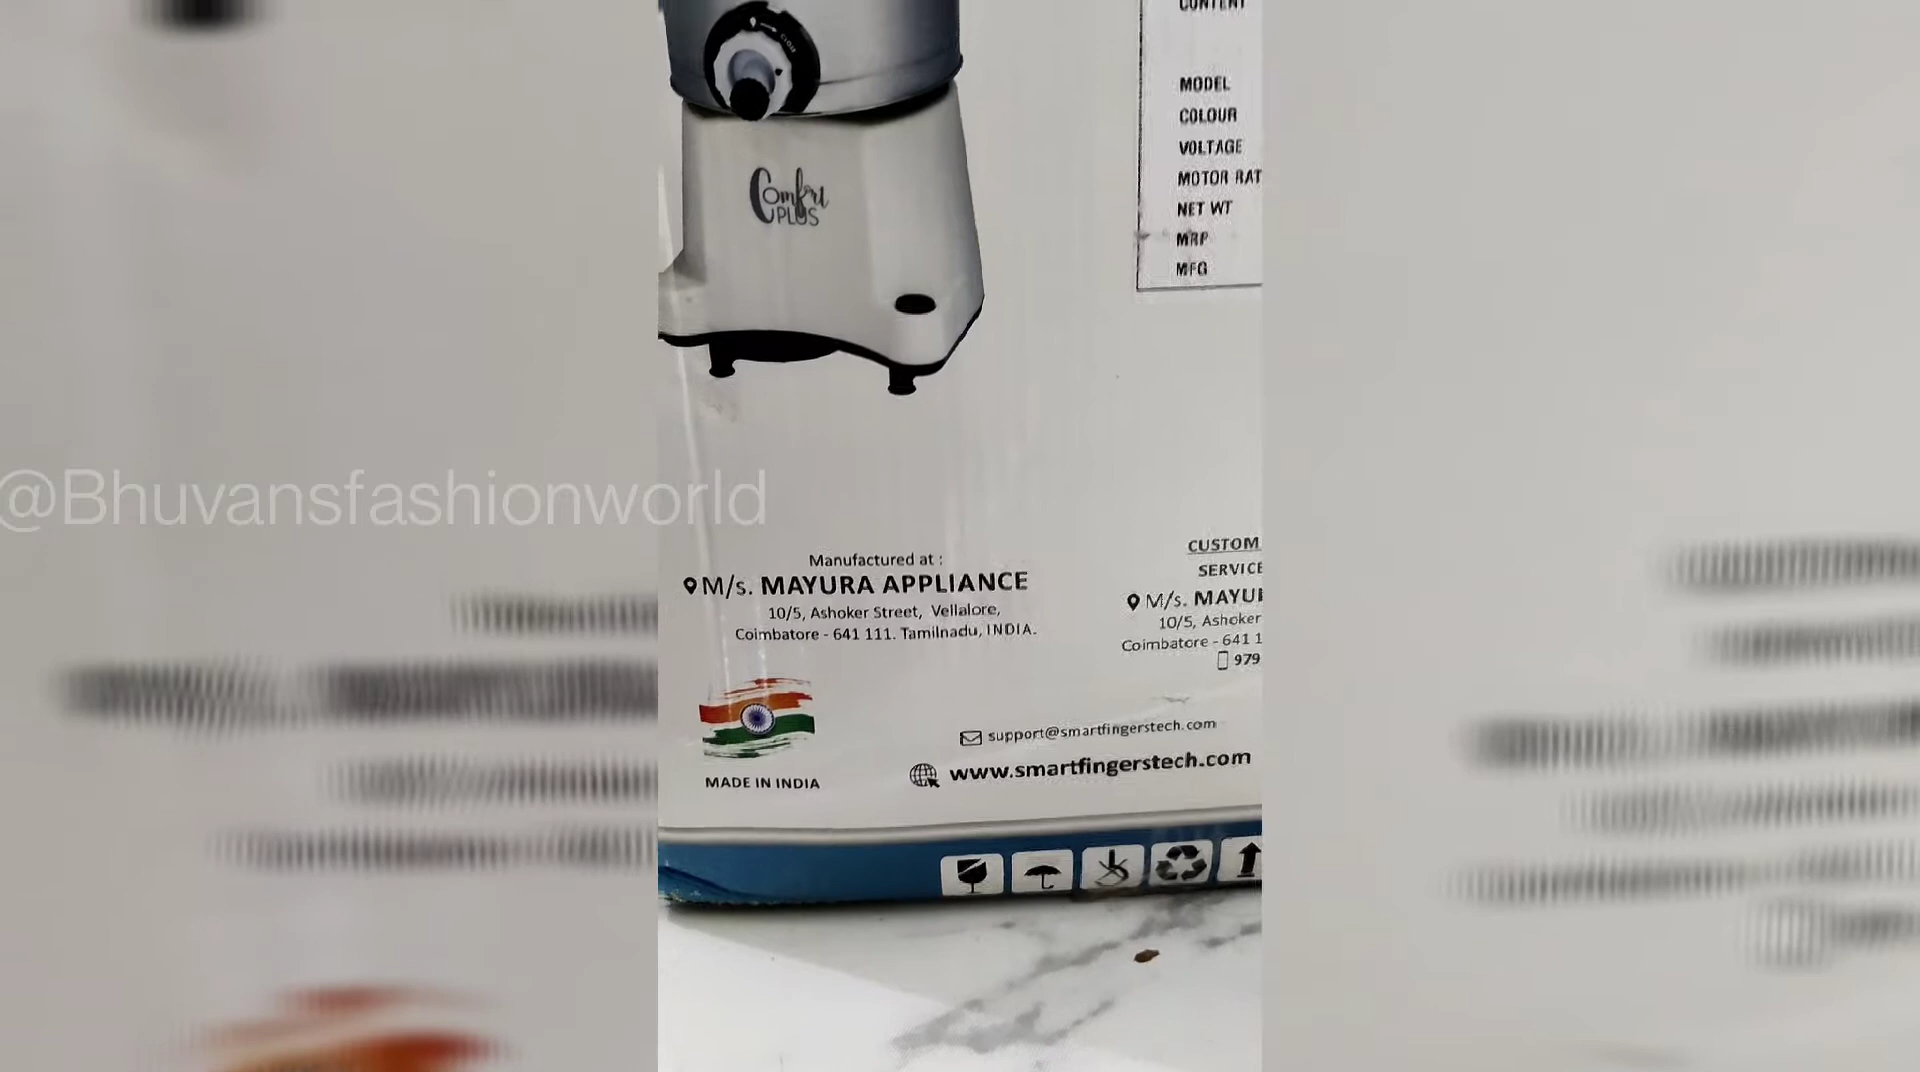 CONTENT
MODEL
COLOUR
VOLTAGE
MOTOR RAT
NET WT
MRP
MFG
CLOSE
Comfort
PLUS
@Bhuvansfashionworld
Manufactured at :
M/s. MAYURA APPLIANCE
10/5, Ashoker Street, Vellalore,
Coimbatore - 641 111. Tamilnadu, INDIA.
MADE IN INDIA
CUSTOM
SERVICE
M/s. MAYU
10/5, Ashoker
Coimbatore - 641 1
979
support@smartfingerstech.com
www.smartfingerstech.com